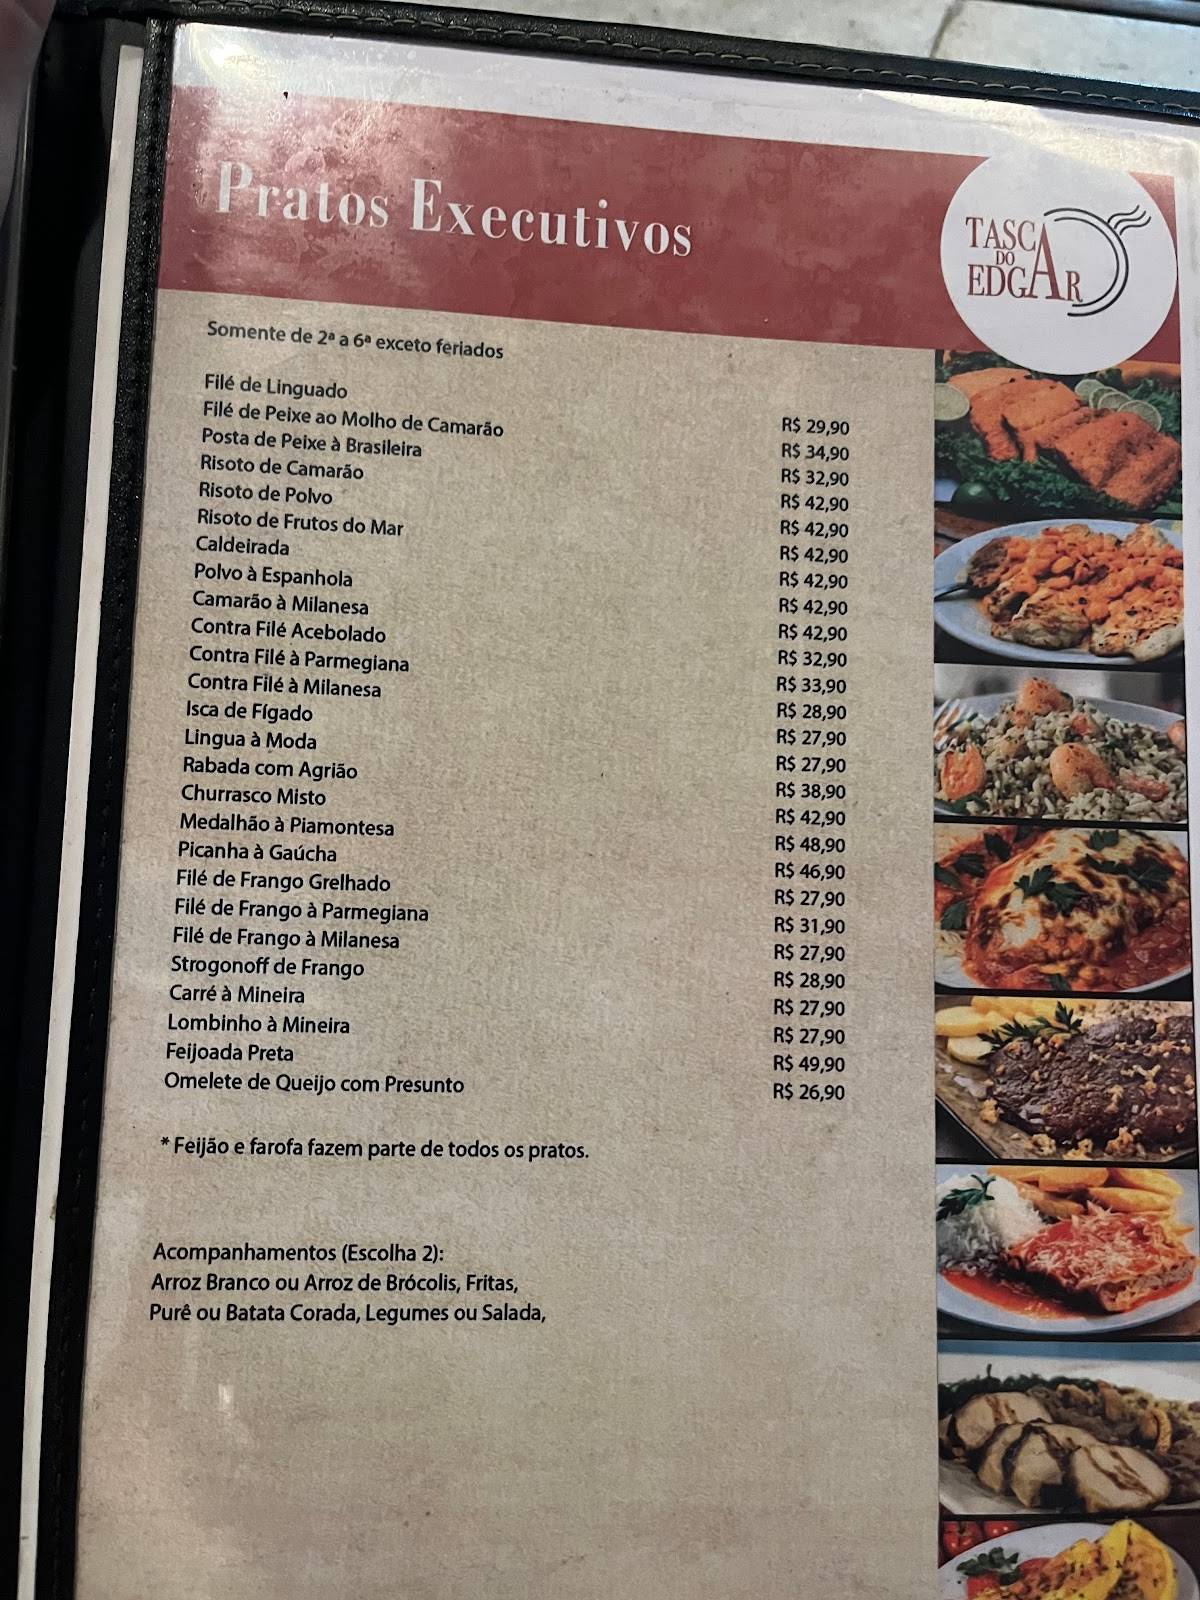 Pratos Executivos
TASCA
DO
EDGAR
Somente de 2ª a 6ª exceto feriados
Filé de Linguado R$ 29,90
Filé de Peixe ao Molho de Camarão R$ 34,90
Posta de Peixe à Brasileira R$ 32,90
Risoto de Camarão R$ 42,90
Risoto de Polvo R$ 42,90
Risoto de Frutos do Mar R$ 42,90
Caldeirada R$ 42,90
Polvo à Espanhola R$ 42,90
Camarão à Milanesa R$ 42,90
Contra Filé Acebolado R$ 32,90
Contra Filé à Parmegiana R$ 33,90
Contra Filé à Milanesa R$ 28,90
Isca de Fígado R$ 27,90
Lingua à Moda R$ 27,90
Rabada com Agrião R$ 38,90
Churrasco Misto R$ 42,90
Medalhão à Piamontesa R$ 48,90
Picanha à Gaúcha R$ 46,90
Filé de Frango Grelhado R$ 27,90
Filé de Frango à Parmegiana R$ 31,90
Filé de Frango à Milanesa R$ 27,90
Strogonoff de Frango R$ 28,90
Carré à Mineira R$ 27,90
Lombinho à Mineira R$ 27,90
Feijoada Preta R$ 49,90
Omelete de Queijo com Presunto R$ 26,90
* Feijão e farofa fazem parte de todos os pratos.
Acompanhamentos (Escolha 2):
Arroz Branco ou Arroz de Brócolis, Fritas,
Purê ou Batata Corada, Legumes ou Salada,